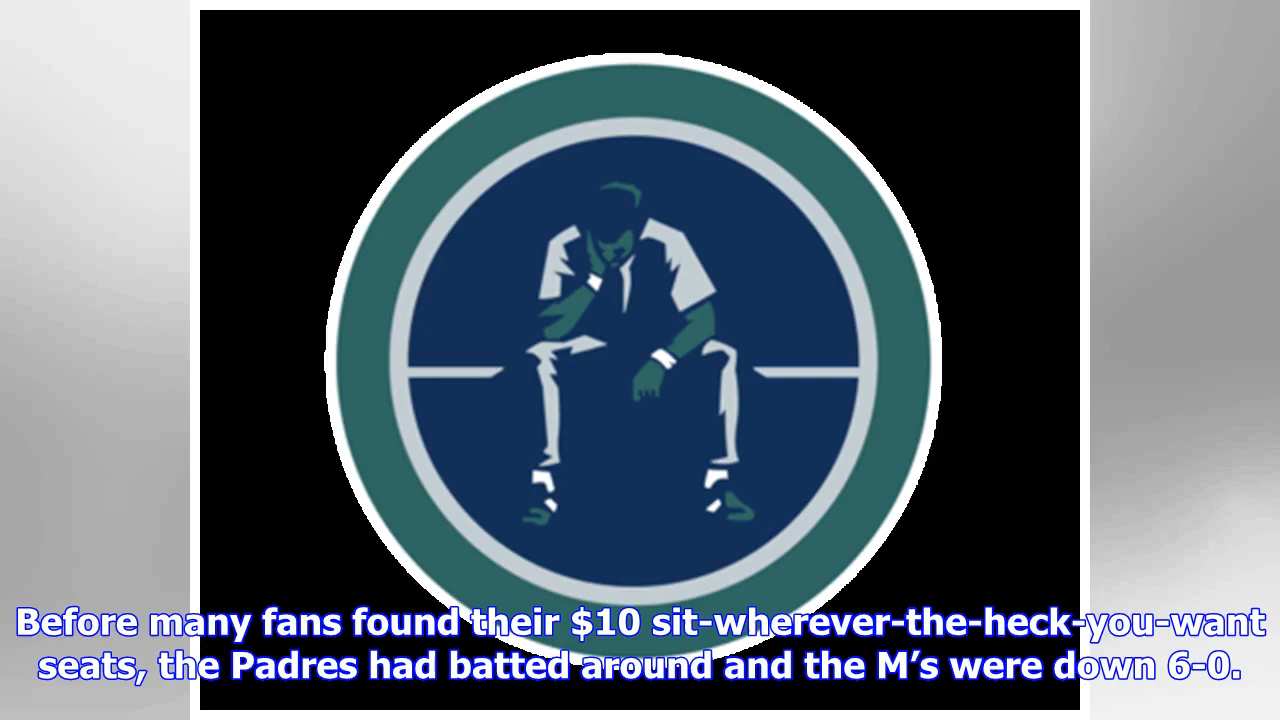 Before many fans found their $10 sit-wherever-the-heck-you-want
seats, the Padres had batted around and the M’s were down 6-0.